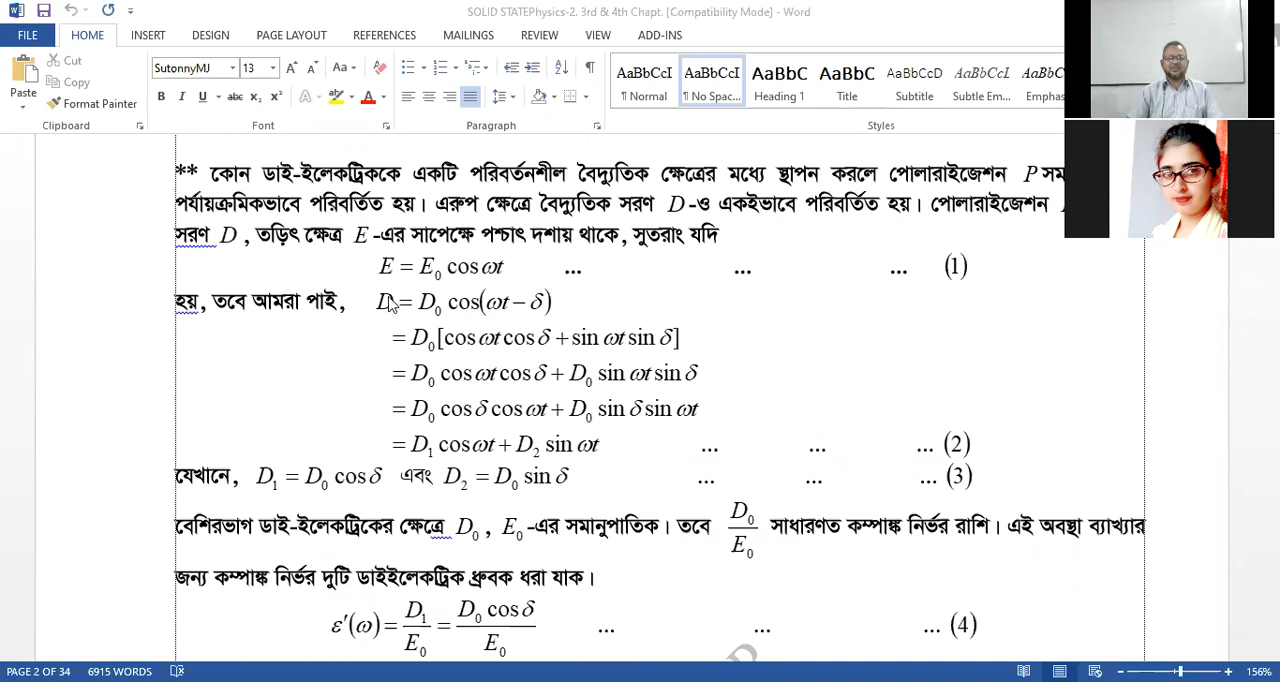 SOLID STATEPhysics-2. 3rd & 4th Chapt. [Compatibility Mode] - Word
FILE HOME INSERT DESIGN PAGE LAYOUT REFERENCES MAILINGS REVIEW VIEW ADD-INS
Cut
Copy
Format Painter
Paste
SutonnyMJ 13
AaBbCcI AaBbCcI AaBbC AaBbC AaBbCcD AaBbCcI AaBbC
¶ Normal ¶ No Spac... Heading 1 Title Subtitle Subtle Em... Emphas
Clipboard Font Paragraph Styles
** কোন ডাই-ইলেকট্রিককে একটি পরিবর্তনশীল বৈদ্যুতিক ক্ষেত্রের মধ্যে স্থাপন করলে পোলারাইজেশন P সম
পর্যায়ক্রমিকভাবে পরিবর্তিত হয়। এরুপ ক্ষেত্রে বৈদ্যুতিক সরণ D-ও একইভাবে পরিবর্তিত হয়। পোলারাইজেশন
সরণ D, তড়িৎ ক্ষেত্র E-এর সাপেক্ষে পশ্চাৎ দশায় থাকে, সুতরাং যদি
E = E₀ cos ωt ... ... ... (1)
হয়, তবে আমরা পাই, D = D₀ cos(ωt − δ)
= D₀[cos ωt cos δ + sin ωt sin δ]
= D₀ cos ωt cos δ + D₀ sin ωt sin δ
= D₀ cos δ cos ωt + D₀ sin δ sin ωt
= D₁ cos ωt + D₂ sin ωt ... ... ... (2)
যেখানে, D₁ = D₀ cos δ এবং D₂ = D₀ sin δ ... ... ... (3)
বেশিরভাগ ডাই-ইলেকট্রিকের ক্ষেত্রে D₀, E₀-এর সমানুপাতিক। তবে D₀/E₀ সাধারণত কম্পাঙ্ক নির্ভর রাশি। এই অবস্থা ব্যাখ্যার
জন্য কম্পাঙ্ক নির্ভর দুটি ডাইইলেকট্রিক ধ্রুবক ধরা যাক।
ε′(ω) = D₁/E₀ = D₀ cos δ/E₀ ... ... ... (4)
PAGE 2 OF 34 6915 WORDS 156%